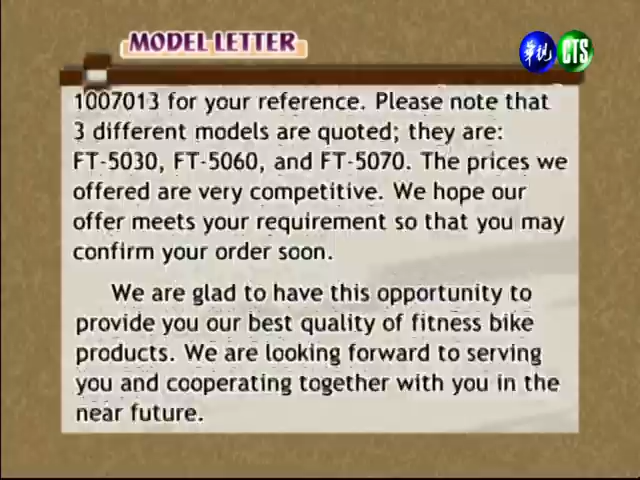 MODEL LETTER
華視 CTS
1007013 for your reference. Please note that
3 different models are quoted; they are:
FT-5030, FT-5060, and FT-5070. The prices we
offered are very competitive. We hope our
offer meets your requirement so that you may
confirm your order soon.
We are glad to have this opportunity to
provide you our best quality of fitness bike
products. We are looking forward to serving
you and cooperating together with you in the
near future.